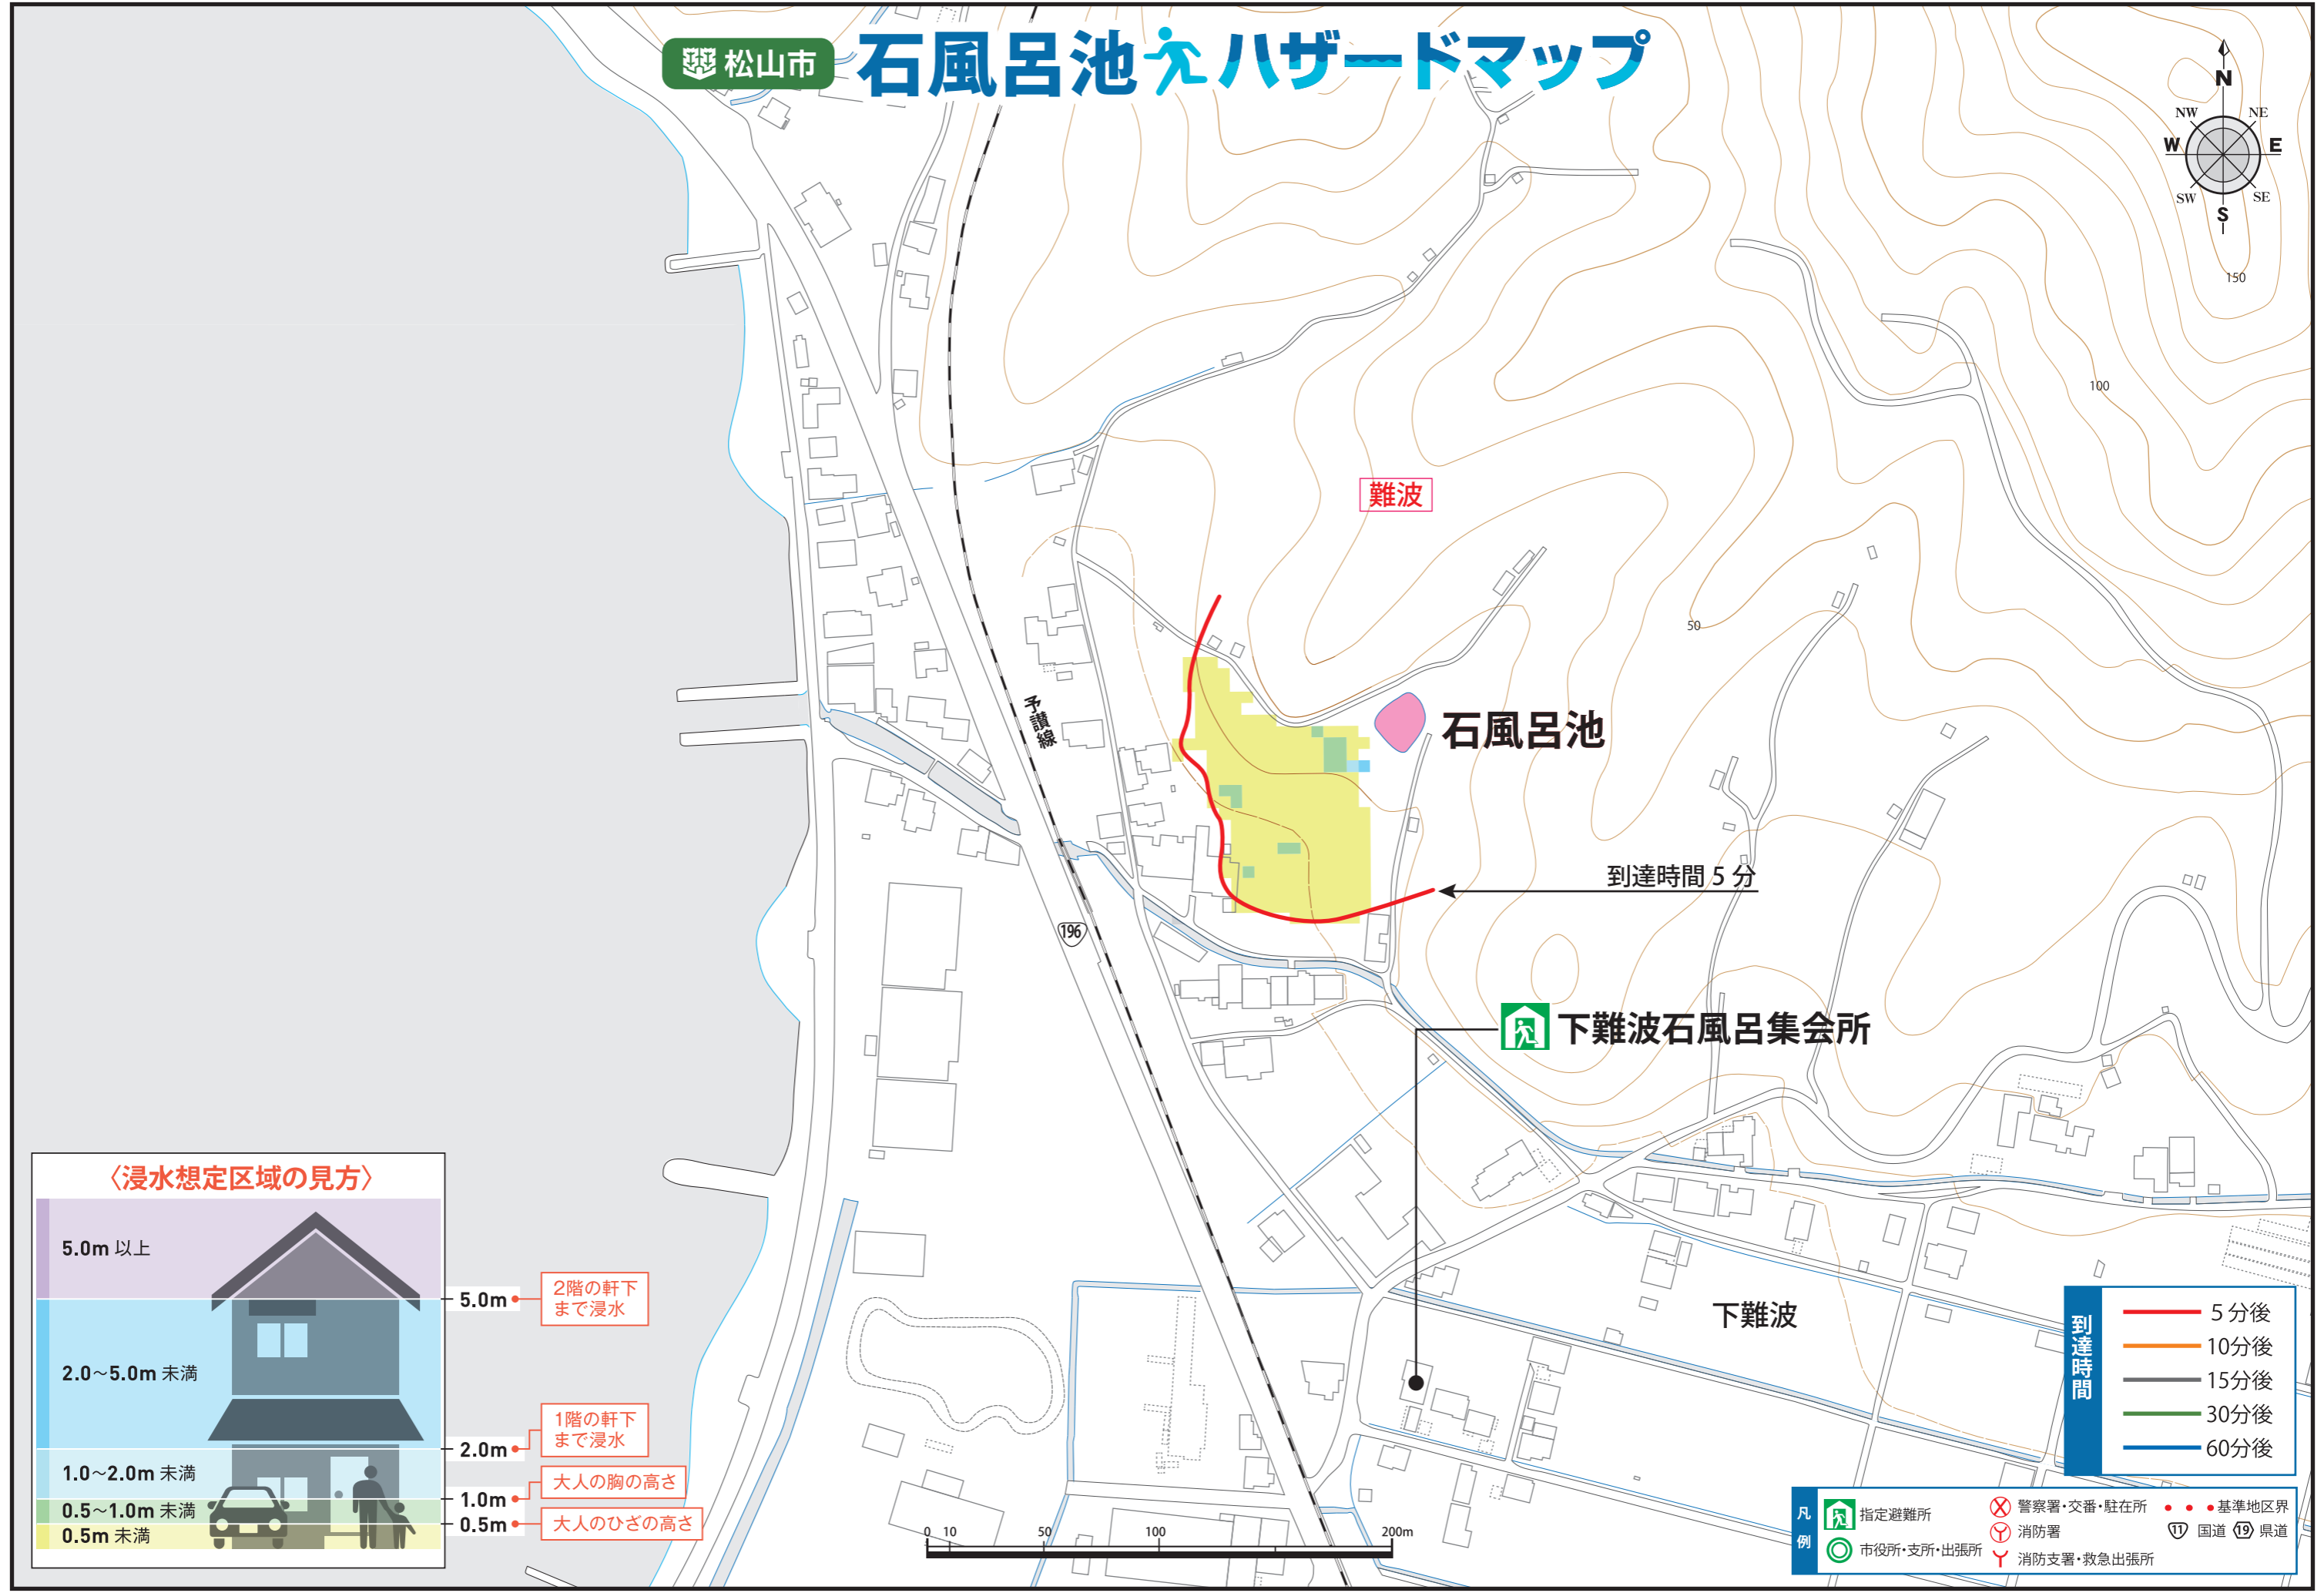 松山市 石風呂池 ハザードマップ
N
NW
NE
W
E
SW
SE
S
150
100
難波
50
予讃線
石風呂池
到達時間 5 分
196
下難波石風呂集会所
下難波
〈浸水想定区域の見方〉
5.0m 以上
5.0m
2階の軒下
まで浸水
2.0〜5.0m 未満
2.0m
1階の軒下
まで浸水
1.0〜2.0m 未満
1.0m
大人の胸の高さ
0.5〜1.0m 未満
0.5m
大人のひざの高さ
0.5m 未満
0 10 50 100 200m
到達時間
5 分後
10分後
15分後
30分後
60分後
凡例
指定避難所
市役所・支所・出張所
警察署・交番・駐在所
消防署
消防支署・救急出張所
基準地区界
11 国道 19 県道